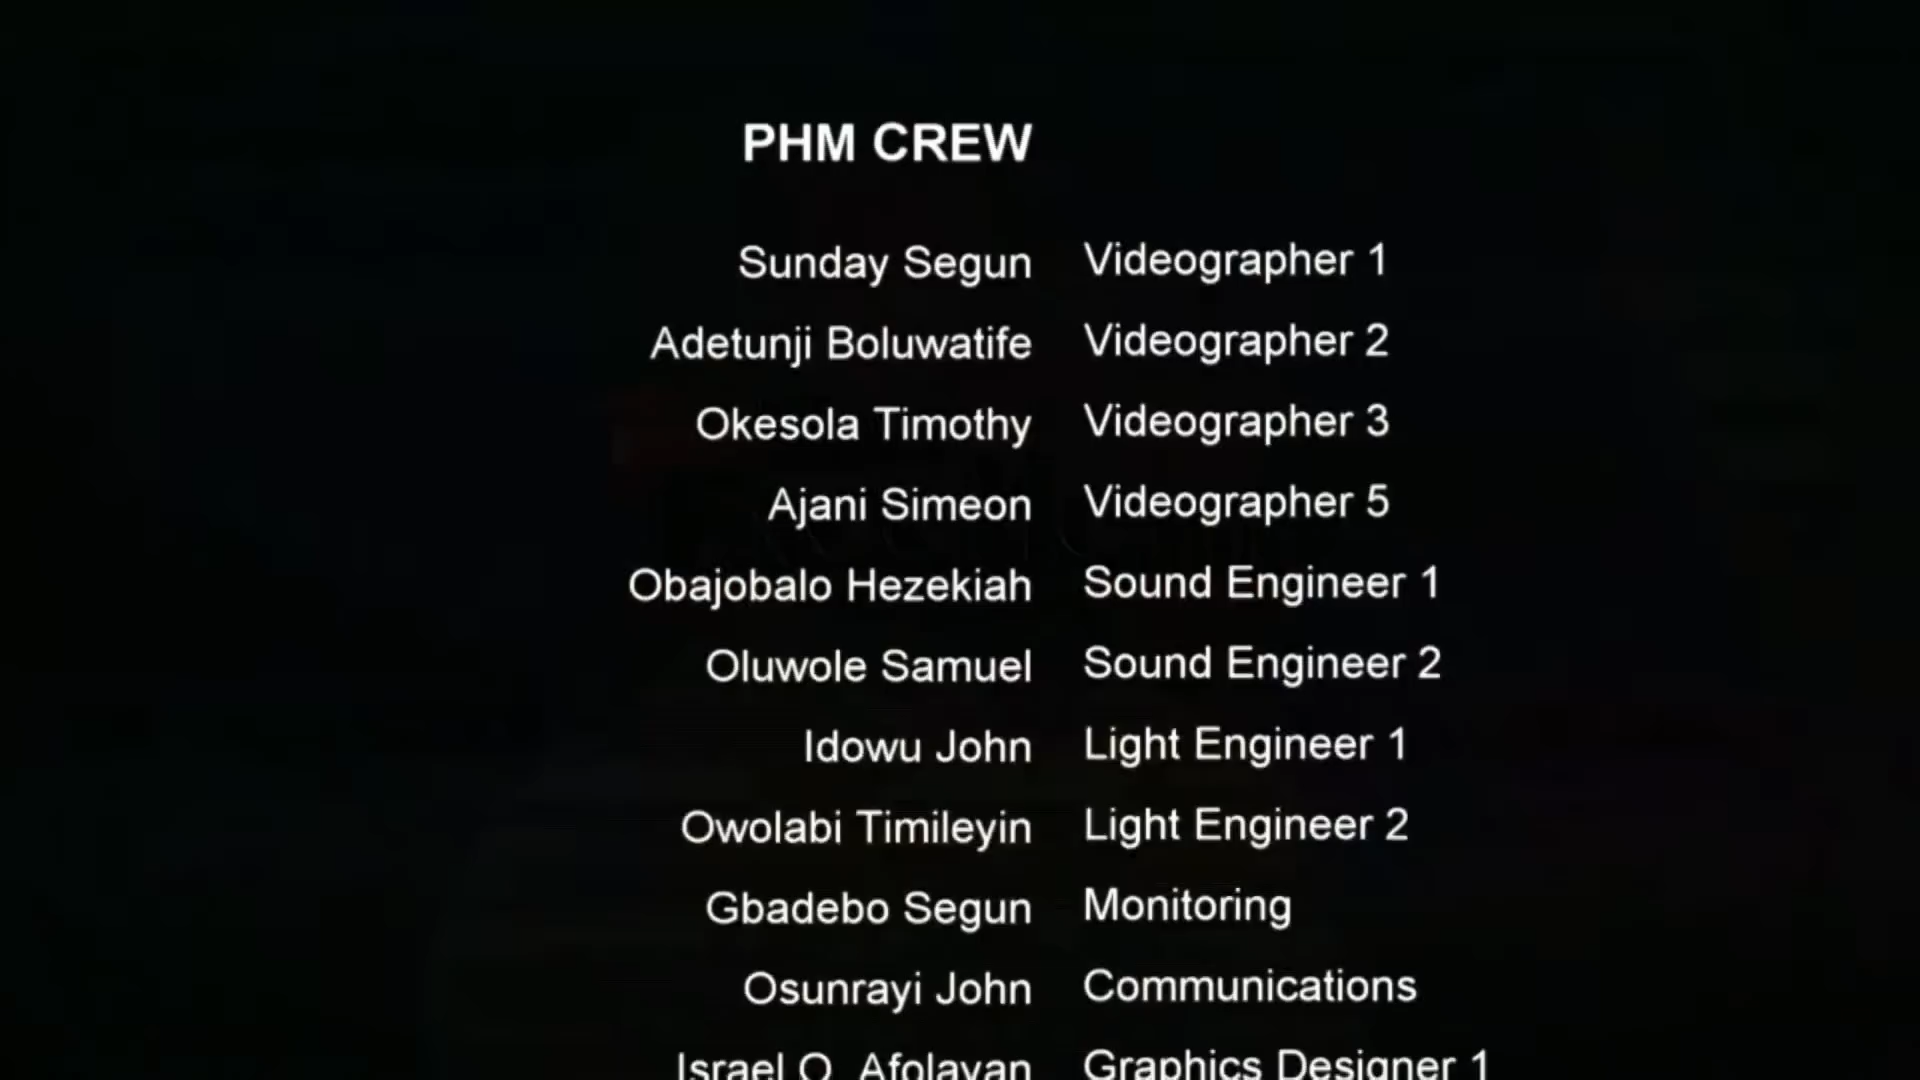 PHM CREW
Sunday Segun Videographer 1
Adetunji Boluwatife Videographer 2
Okesola Timothy Videographer 3
Ajani Simeon Videographer 5
Obajobalo Hezekiah Sound Engineer 1
Oluwole Samuel Sound Engineer 2
Idowu John Light Engineer 1
Owolabi Timileyin Light Engineer 2
Gbadebo Segun Monitoring
Osunrayi John Communications
Israel O. Afolayan Graphics Designer 1